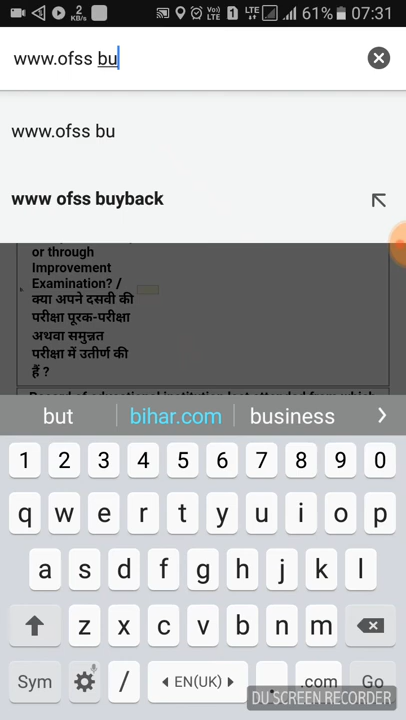 2
KB/s
Vo))
LTE
1
LTE
61%
07:31
www.ofss bu
www.ofss bu
www ofss buyback
or through
Improvement
Examination? /
क्या अपने दसवी की
परीक्षा पूरक-परीक्षा
अथवा समुन्नत
परीक्षा में उतीर्ण की
हैं ?
but bihar.com business
1 2 3 4 5 6 7 8 9 0
q w e r t y u i o p
a s d f g h j k l
z x c v b n m
Sym / EN(UK) . .com Go
DU SCREEN RECORDER